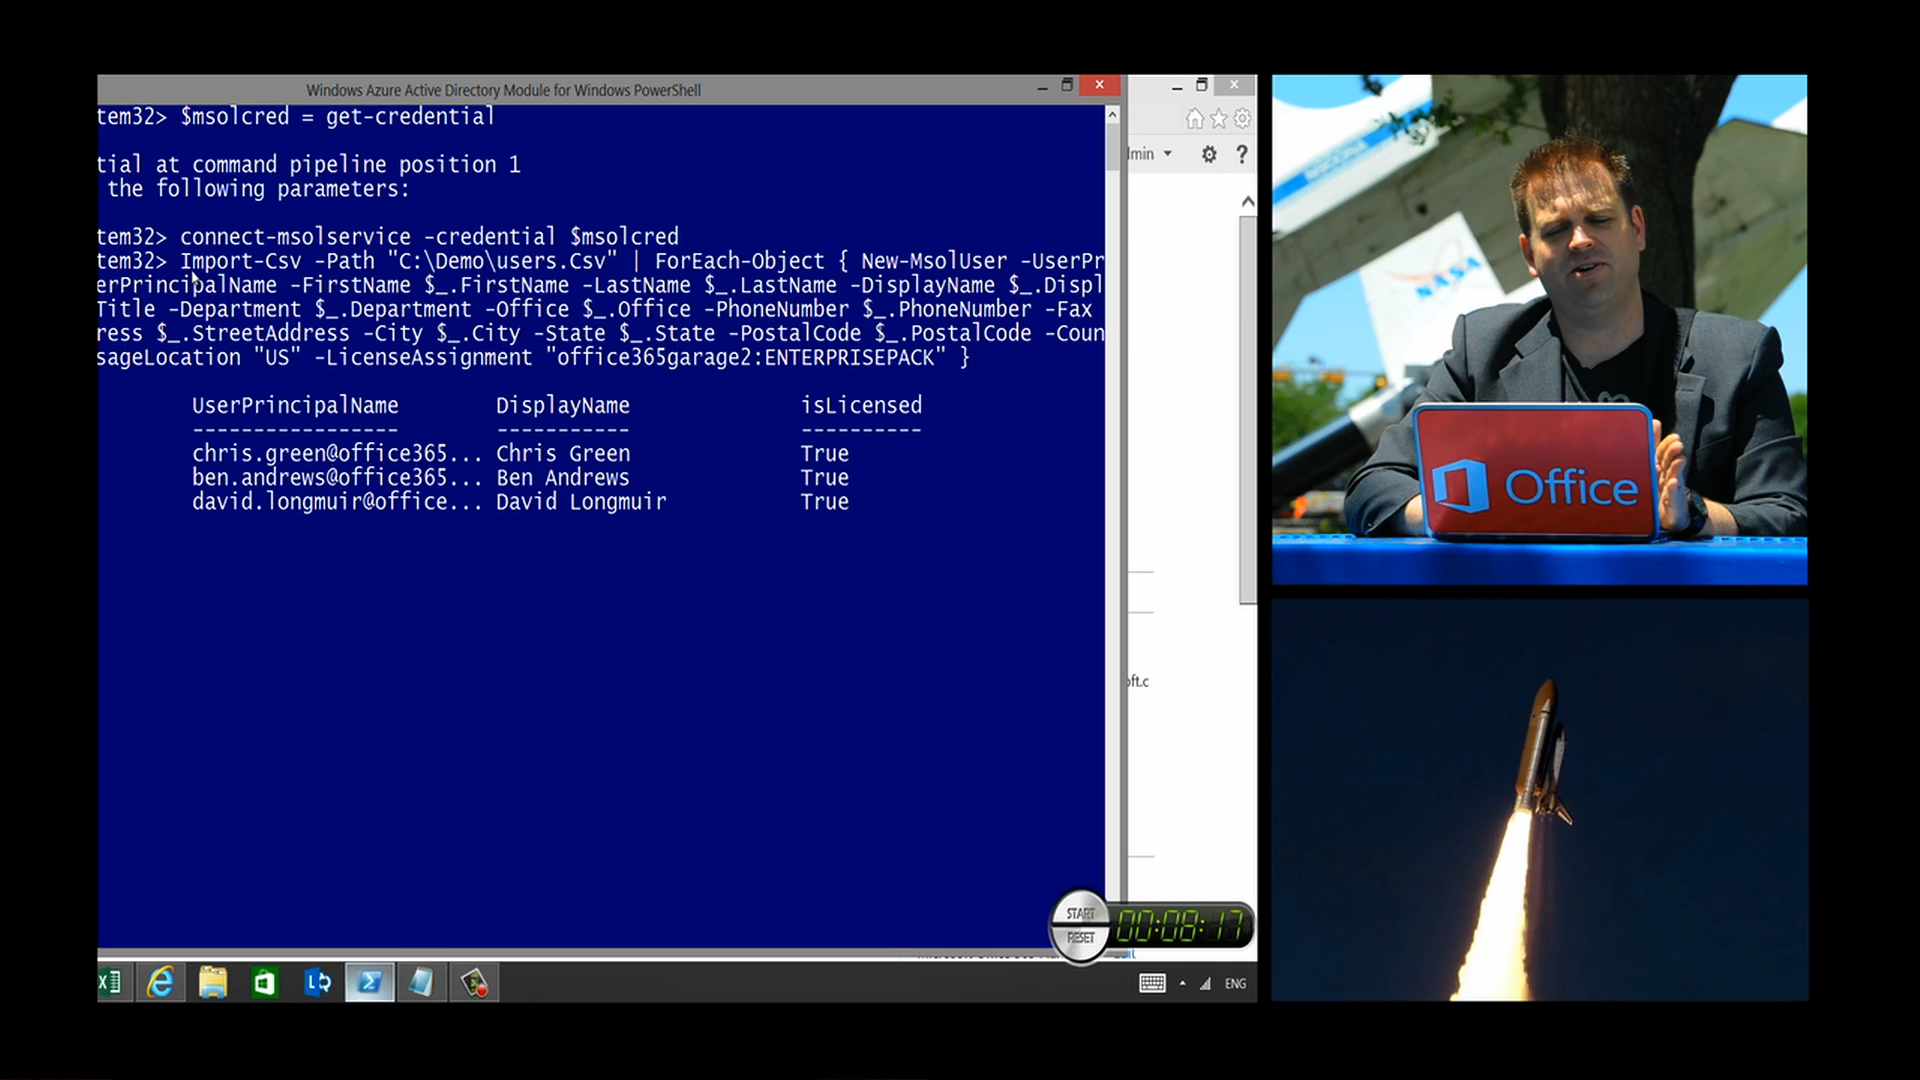 Windows Azure Active Directory Module for Windows PowerShell
tem32> $msolcred = get-credential
tial at command pipeline position 1
the following parameters:
tem32> connect-msolservice -credential $msolcred
tem32> Import-Csv -Path "C:\Demo\users.Csv" | ForEach-Object { New-MsolUser -UserPr
erPrincipalName -FirstName $_.FirstName -LastName $_.LastName -DisplayName $_.Displ
Title -Department $_.Department -Office $_.Office -PhoneNumber $_.PhoneNumber -Fax
ress $_.StreetAddress -City $_.City -State $_.State -PostalCode $_.PostalCode -Coun
sageLocation "US" -LicenseAssignment "office365garage2:ENTERPRISEPACK" }
UserPrincipalName DisplayName isLicensed
----------------- ----------- ----------
chris.green@office365... Chris Green True
ben.andrews@office365... Ben Andrews True
david.longmuir@office... David Longmuir True
dmin
?
oft.c
START
RESET
00:08:17
ENG
NASA
Office